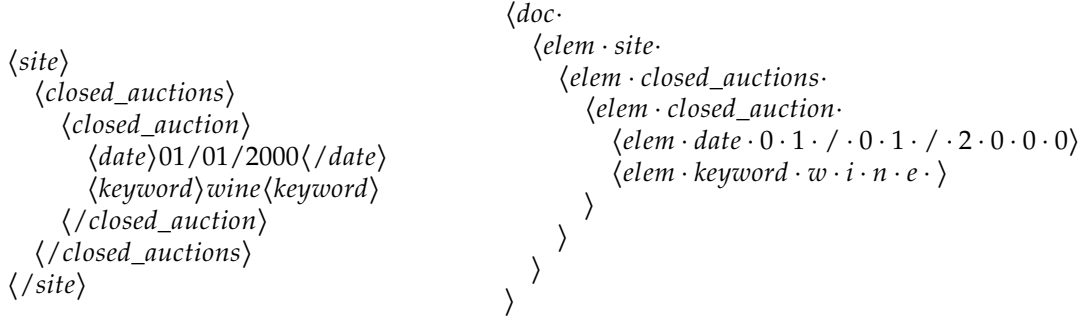 ⟨site⟩
⟨closed_auctions⟩
⟨closed_auction⟩
⟨date⟩01/01/2000⟨/date⟩
⟨keyword⟩wine⟨keyword⟩
⟨/closed_auction⟩
⟨/closed_auctions⟩
⟨/site⟩
⟨doc·
⟨elem · site·
⟨elem · closed_auctions·
⟨elem · closed_auction·
⟨elem · date · 0 · 1 · / · 0 · 1 · / · 2 · 0 · 0 · 0⟩
⟨elem · keyword · w · i · n · e · ⟩
⟩
⟩
⟩
⟩